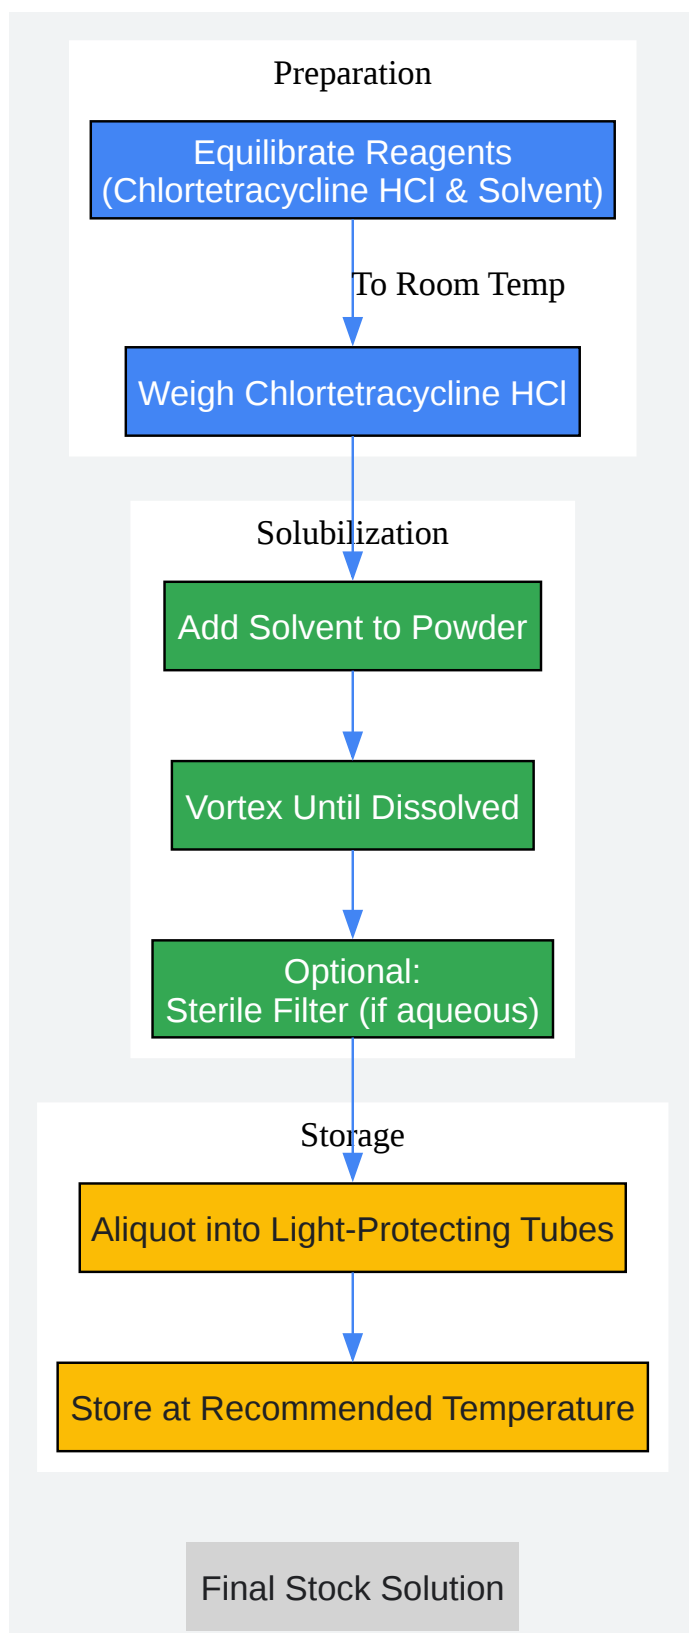 Preparation
Equilibrate Reagents
(Chlortetracycline HCl & Solvent)
To Room Temp
Weigh Chlortetracycline HCl
Solubilization
Add Solvent to Powder
Vortex Until Dissolved
Optional:
Sterile Filter (if aqueous)
Storage
Aliquot into Light-Protecting Tubes
Store at Recommended Temperature
Final Stock Solution